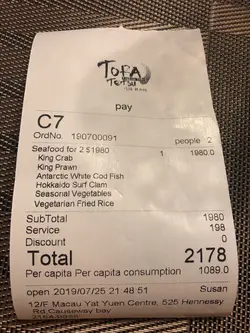 TOPA
pay
C7
OrdNo. 190700091 people 2
Seafood for 2 $1980 1 1980.0
King Crab
King Prawn
Antarctic White Cod Fish
Hokkaido Surf Clam
Seasonal Vegetables
Vegetarian Fried Rice
SubTotal 1980
Service 198
Discount 0
Total 2178
Per capita Per capita consumption 1089.0
open 2019/07/25 21:48:51 Susan
12/F. Macau Yat Yuen Centre, 525 Hennessy
Rd, Causeway bay